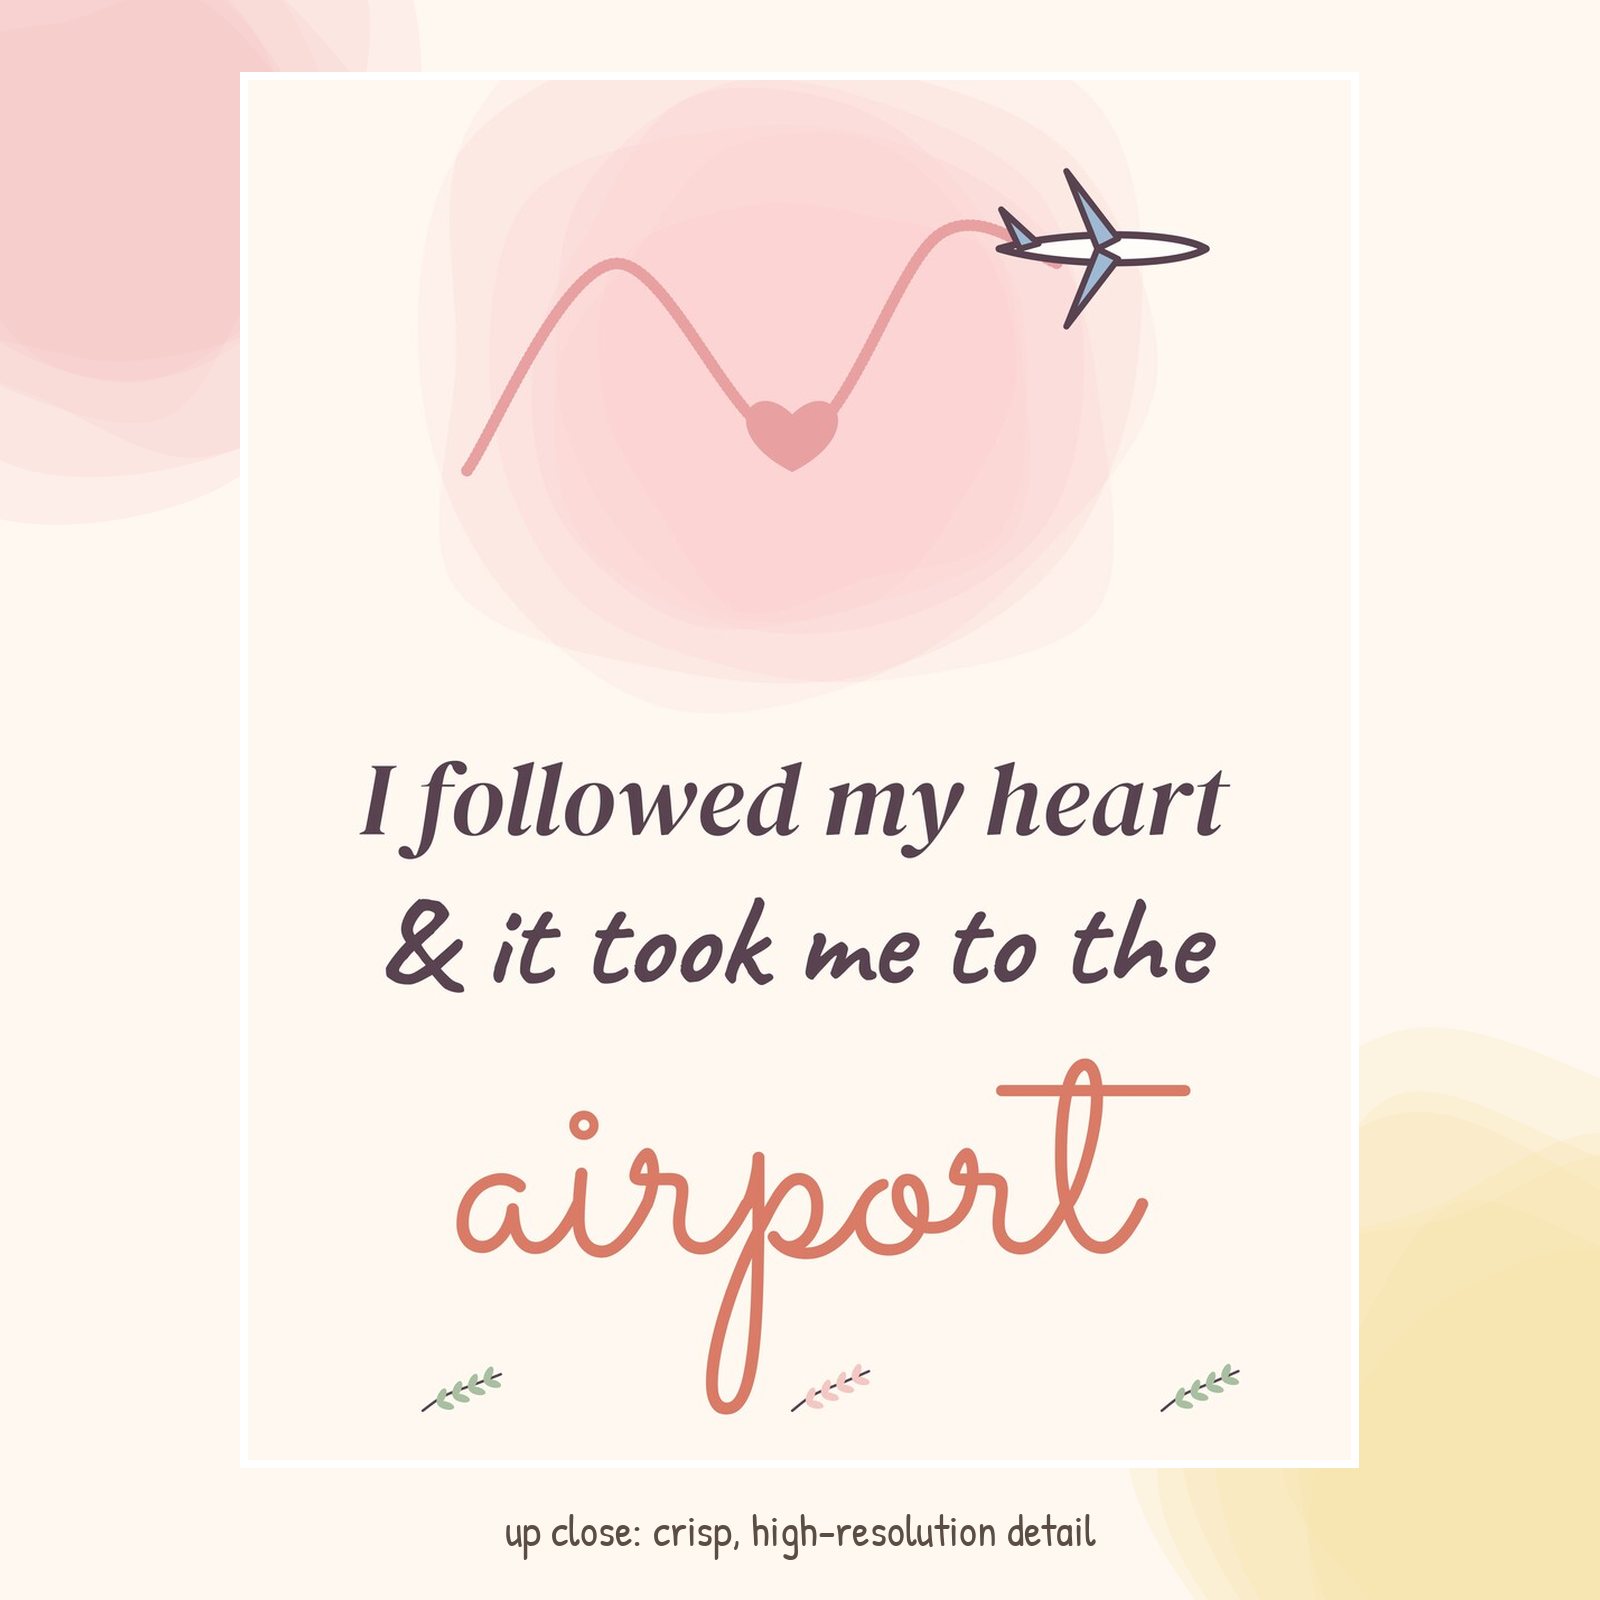 I followed my heart
& it took me to the
airport
up close: crisp, high-resolution detail